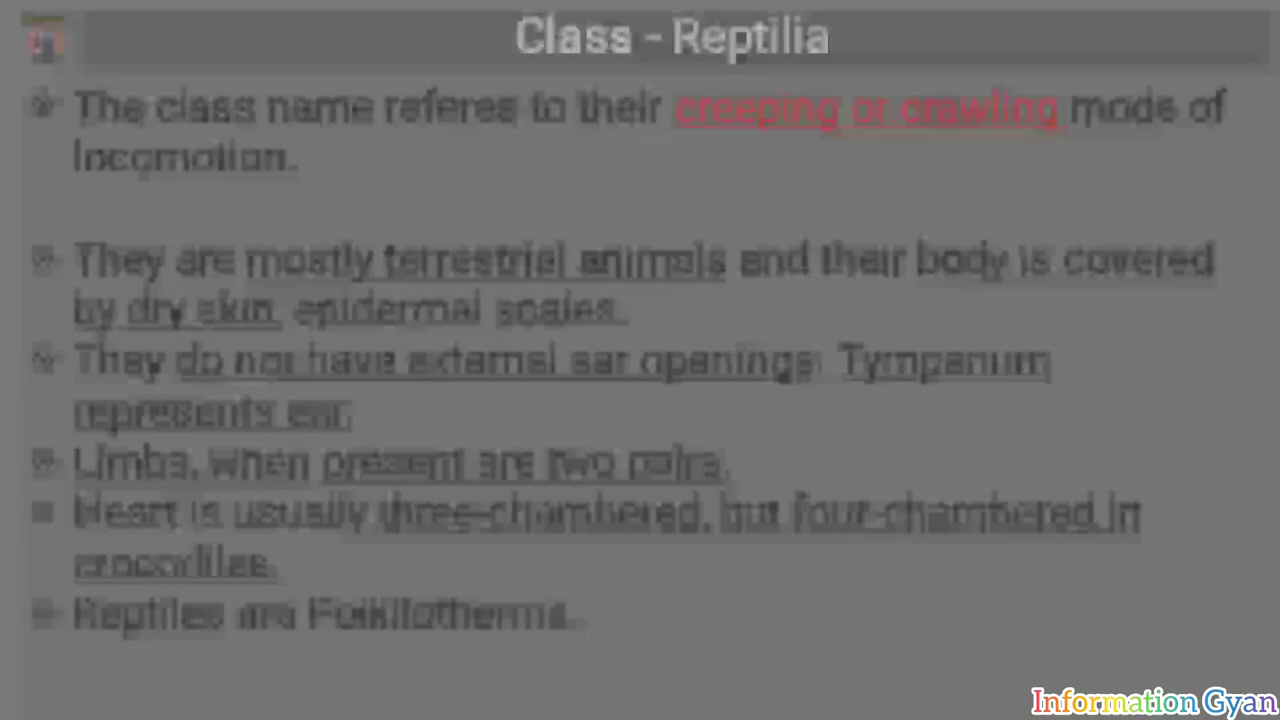 Class - Reptilia
The class name referes to their creeping or crawling mode of
locomotion.
They are mostly terrestrial animals and their body is covered
by dry skin, epidermal scales.
They do not have external ear openings. Tympanum
represents ear.
Limbs, when present are two pairs.
Heart is usually three-chambered, but four-chambered in
crocodiles.
Reptiles are Poikilotherms.
Information Gyan